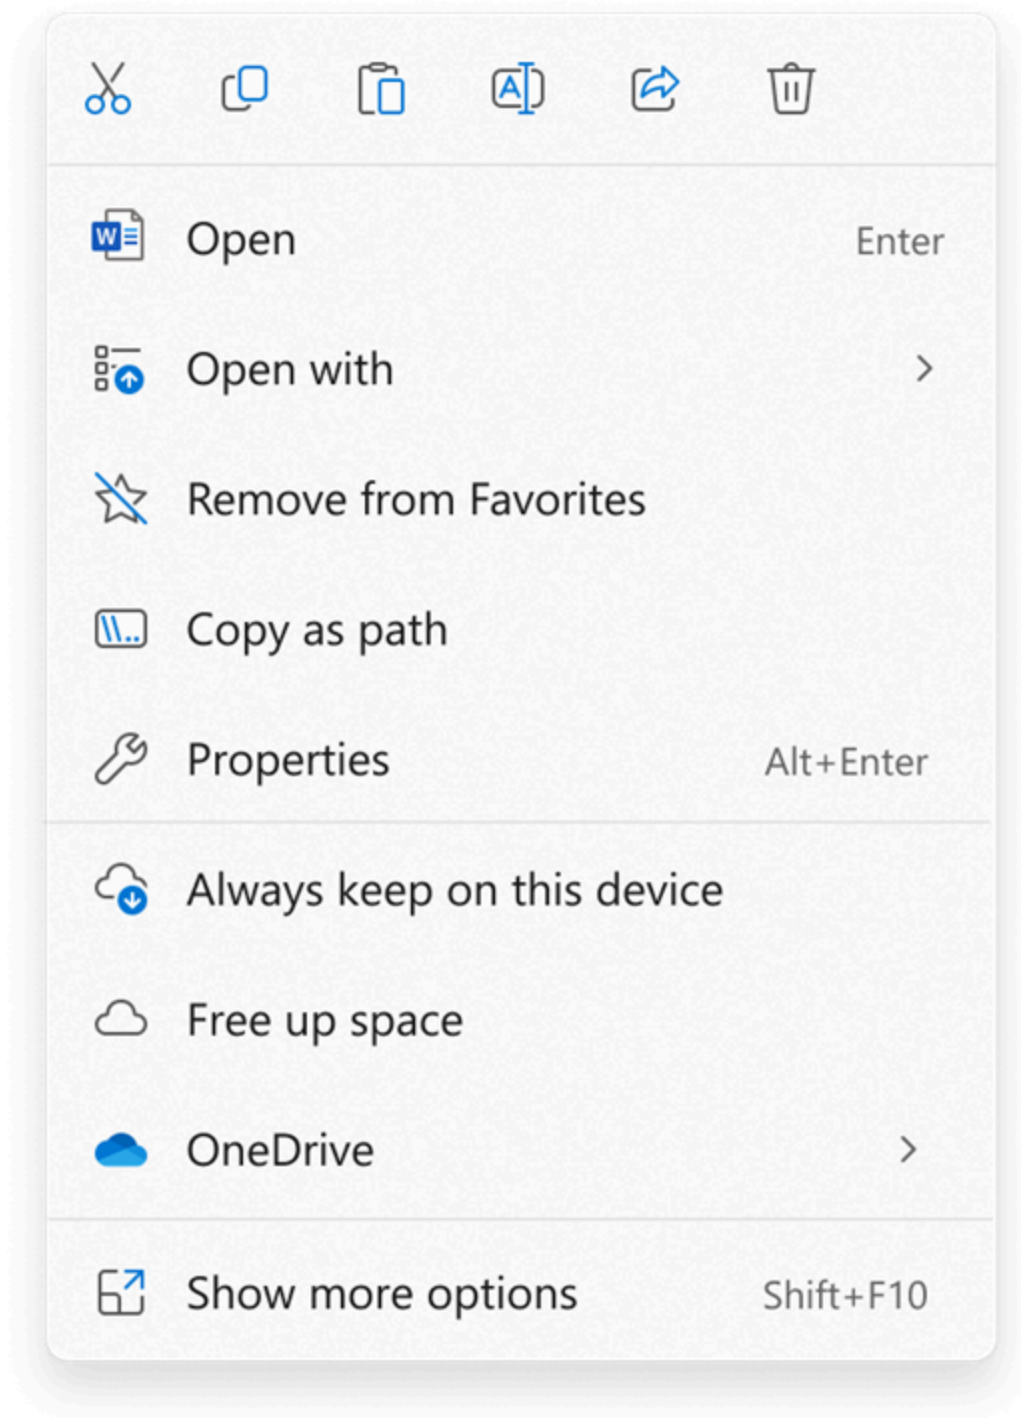 A
W Open Enter
Open with
Remove from Favorites
\\.. Copy as path
Properties Alt+Enter
Always keep on this device
Free up space
OneDrive
Show more options Shift+F10